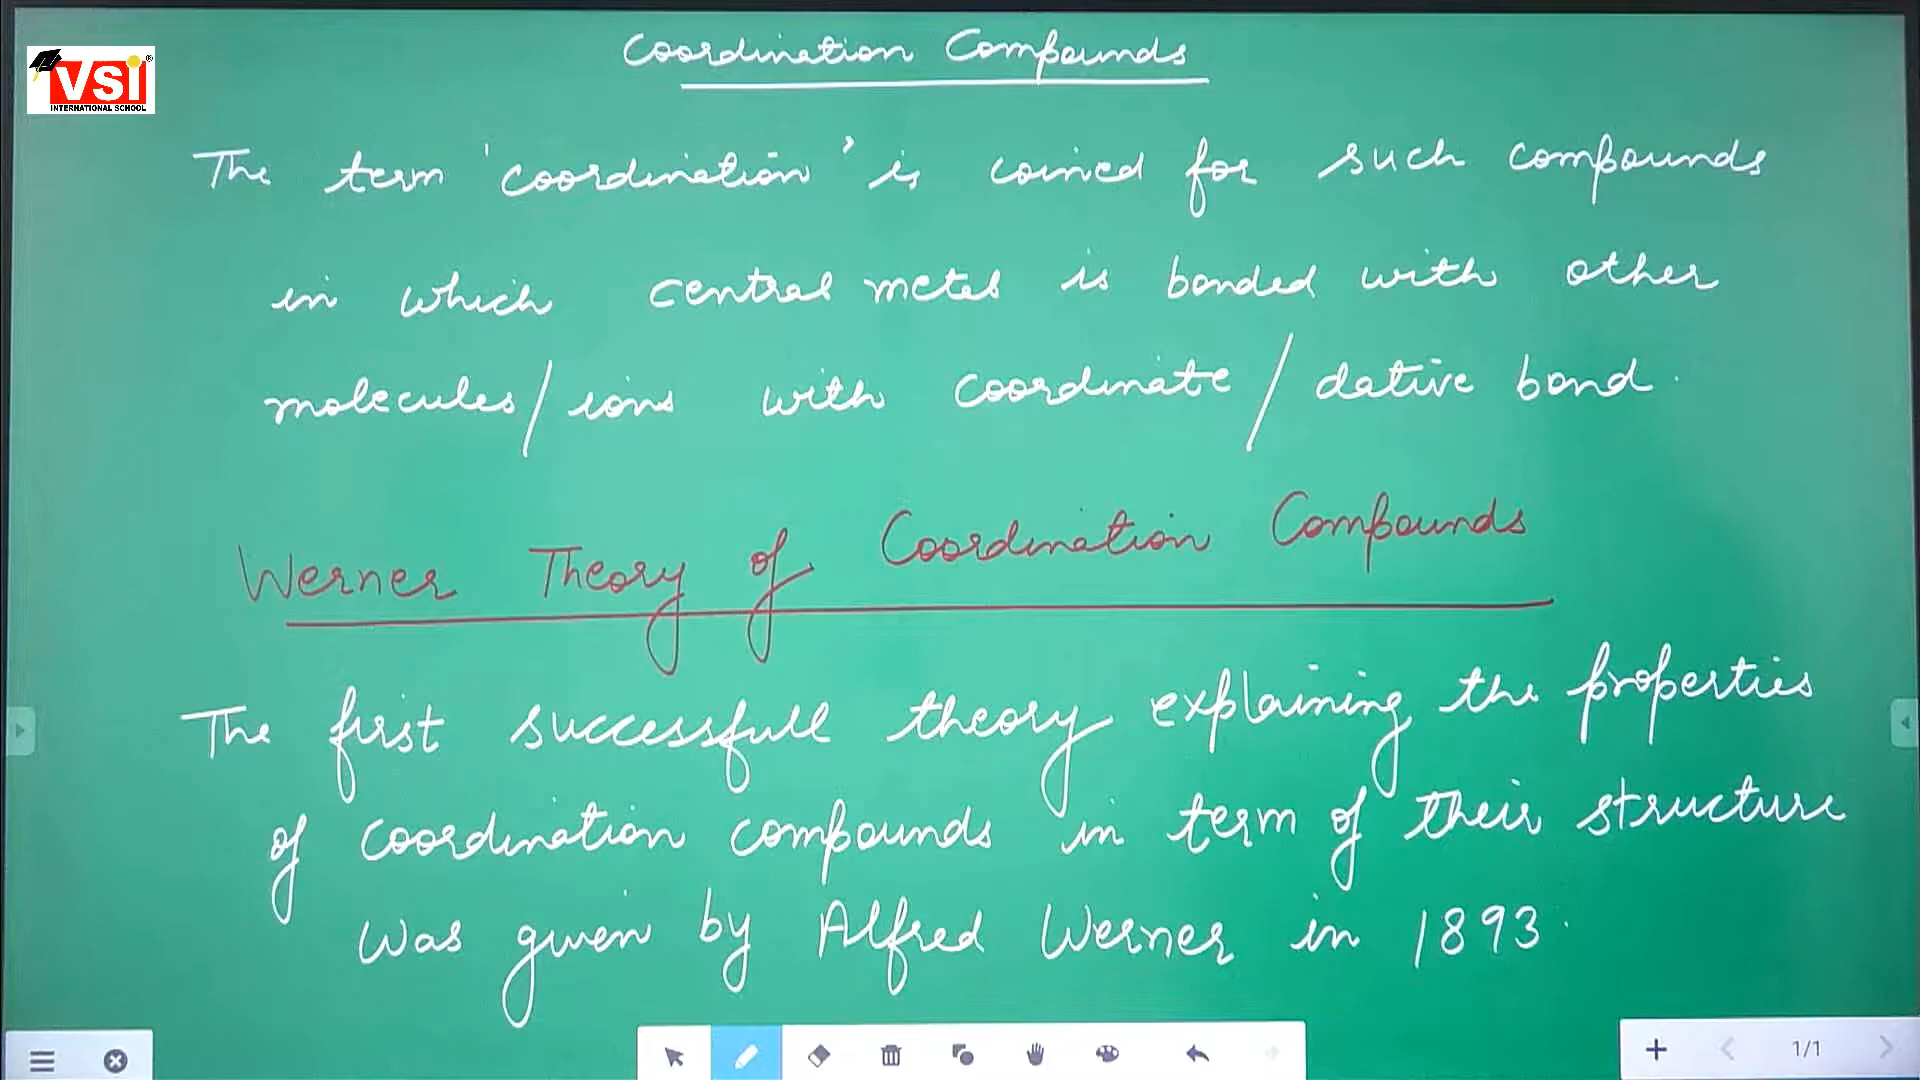 Coordination Compounds
VSI
INTERNATIONAL SCHOOL
The term 'coordination' is coined for such compounds
in which central metal is bonded with other
molecules/ions with coordinate/dative bond.
Werner Theory of Coordination Compounds
The first successfull theory explaining the properties
of coordination compounds in term of their structure
was given by Alfred Werner in 1893.
1/1